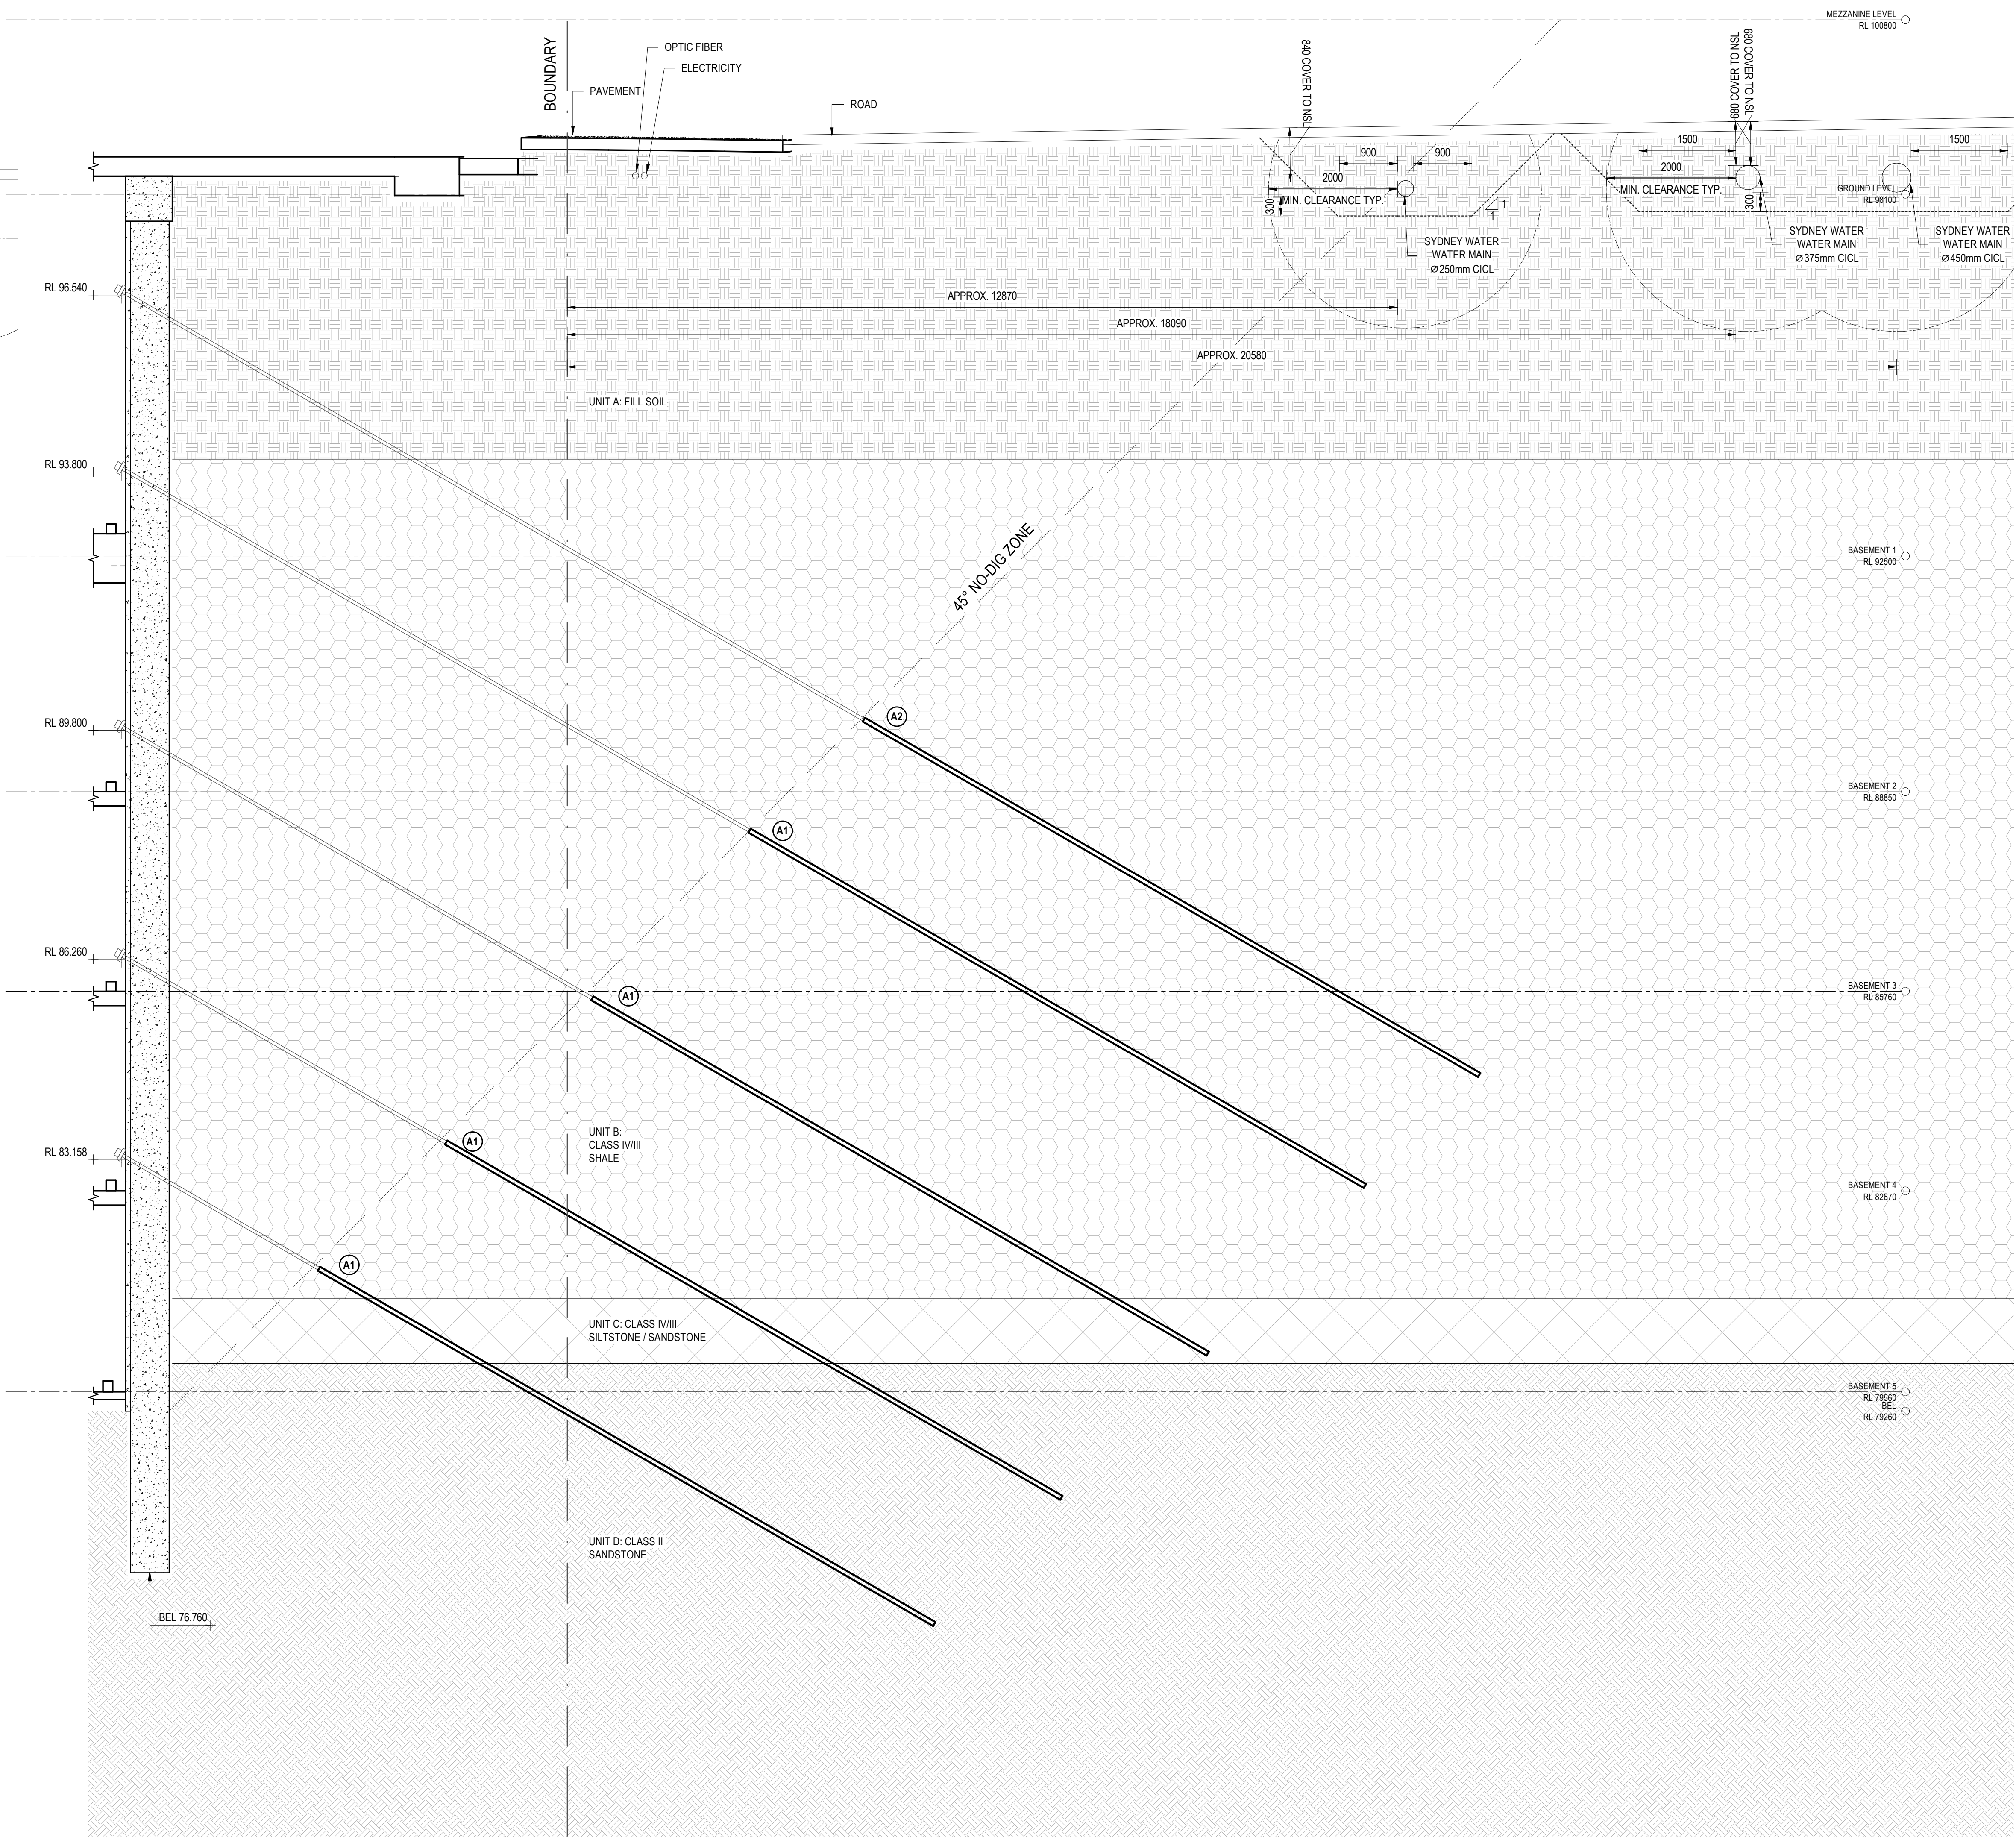 MEZZANINE LEVEL
RL 100800
BOUNDARY
OPTIC FIBER
ELECTRICITY
PAVEMENT
ROAD
840 COVER TO NSL
680 COVER TO NSL
680 COVER TO NSL
900
900
2000
MIN. CLEARANCE TYP.
300
1
1
1500
1500
2000
MIN. CLEARANCE TYP.
300
GROUND LEVEL
RL 98100
SYDNEY WATER
WATER MAIN
Ø250mm CICL
SYDNEY WATER
WATER MAIN
Ø375mm CICL
SYDNEY WATER
WATER MAIN
Ø450mm CICL
RL 96.540
APPROX. 12870
APPROX. 18090
APPROX. 20580
UNIT A: FILL SOIL
RL 93.800
45° NO-DIG ZONE
BASEMENT 1
RL 92500
RL 89.800
A2
BASEMENT 2
RL 88850
A1
RL 86.260
A1
BASEMENT 3
RL 85760
UNIT B:
CLASS IV/III
SHALE
A1
RL 83.158
BASEMENT 4
RL 82670
A1
UNIT C: CLASS IV/III
SILTSTONE / SANDSTONE
BASEMENT 5
RL 79560
BEL
RL 79260
UNIT D: CLASS II
SANDSTONE
BEL 76.760